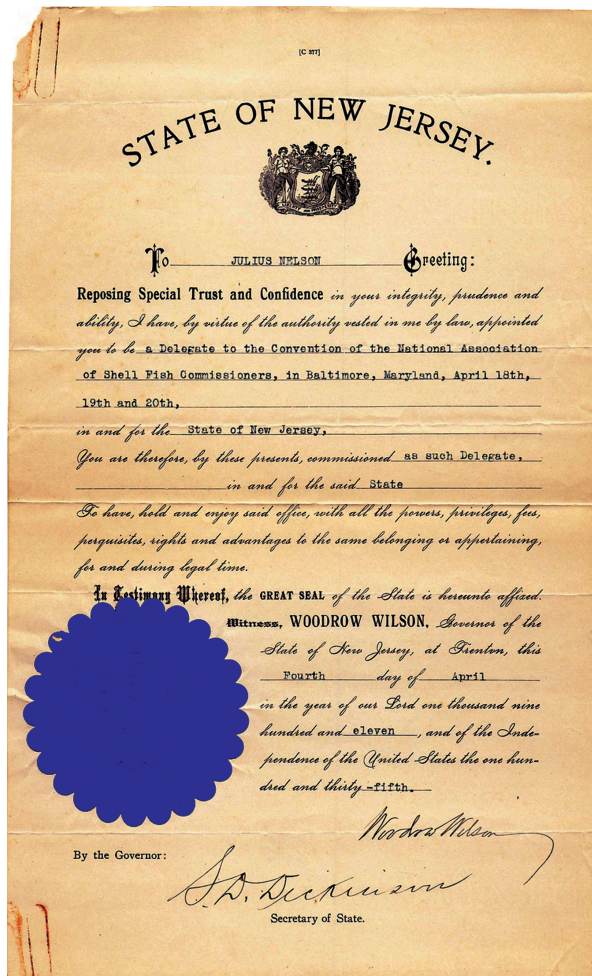 [C 317]
STATE OF NEW JERSEY.
To JULIUS NELSON Greeting:
Reposing Special Trust and Confidence in your integrity, prudence and
ability, I have, by virtue of the authority vested in me by law, appointed
you to be a Delegate to the Convention of the National Association
of Shell Fish Commissioners, in Baltimore, Maryland, April 18th,
19th and 20th,
in and for the State of New Jersey,
You are therefore, by these presents, commissioned as such Delegate,
in and for the said State
To have, hold and enjoy said office, with all the powers, privileges, fees,
perquisites, rights and advantages to the same belonging or appertaining,
for and during legal time.
In Testimony Whereof, the GREAT SEAL of the State is hereunto affixed.
Witness, WOODROW WILSON, Governor of the
State of New Jersey, at Trenton, this
Fourth day of April
in the year of our Lord one thousand nine
hundred and eleven, and of the Inde-
pendence of the United States the one hun-
dred and thirty-fifth.
Woodrow Wilson
By the Governor:
S. D. Dickinson
Secretary of State.